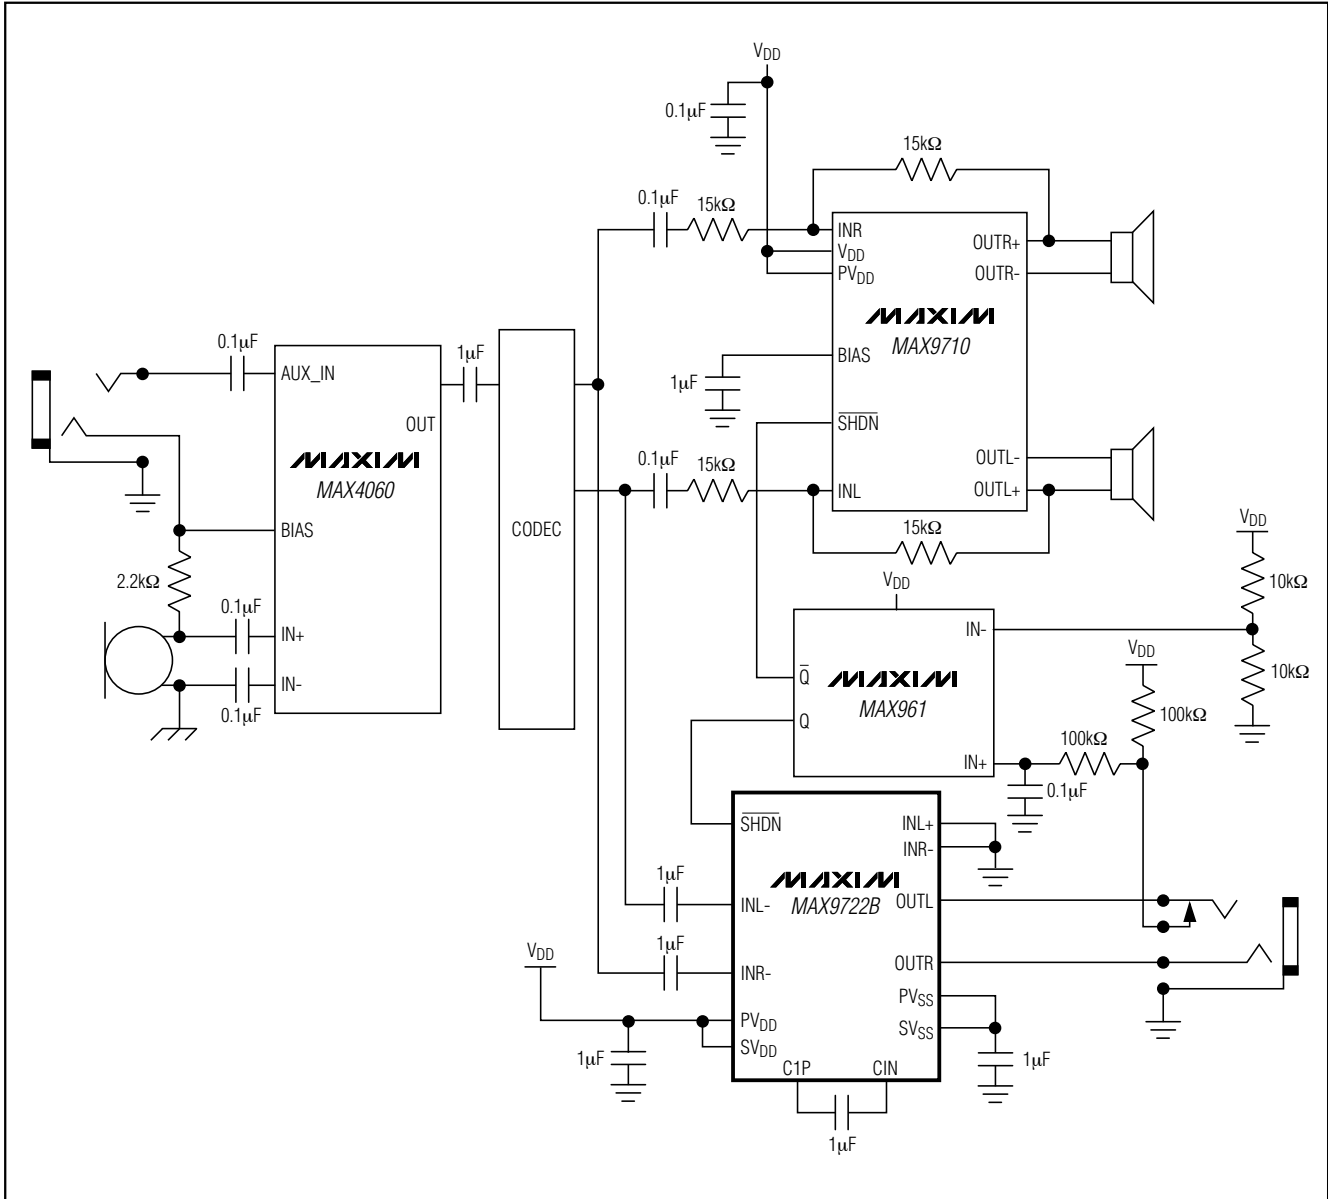 VDD
0.1µF
15kΩ
0.1µF
15kΩ
INR
VDD
PVDD
OUTR+
OUTR-
MAXIM
MAX9710
BIAS
1µF
SHDN
OUTL-
OUTL+
INL
0.1µF
15kΩ
15kΩ
0.1µF
AUX_IN
1µF
OUT
MAXIM
MAX4060
BIAS
2.2kΩ
0.1µF
IN+
IN-
0.1µF
CODEC
VDD
10kΩ
10kΩ
VDD
IN-
Q
MAXIM
MAX961
Q
IN+
VDD
100kΩ
100kΩ
0.1µF
SHDN
INL+
INR-
MAXIM
MAX9722B
1µF
INL-
OUTL
1µF
INR-
OUTR
VDD
PVDD
SVDD
1µF
PVSS
SVSS
1µF
C1P
CIN
1µF